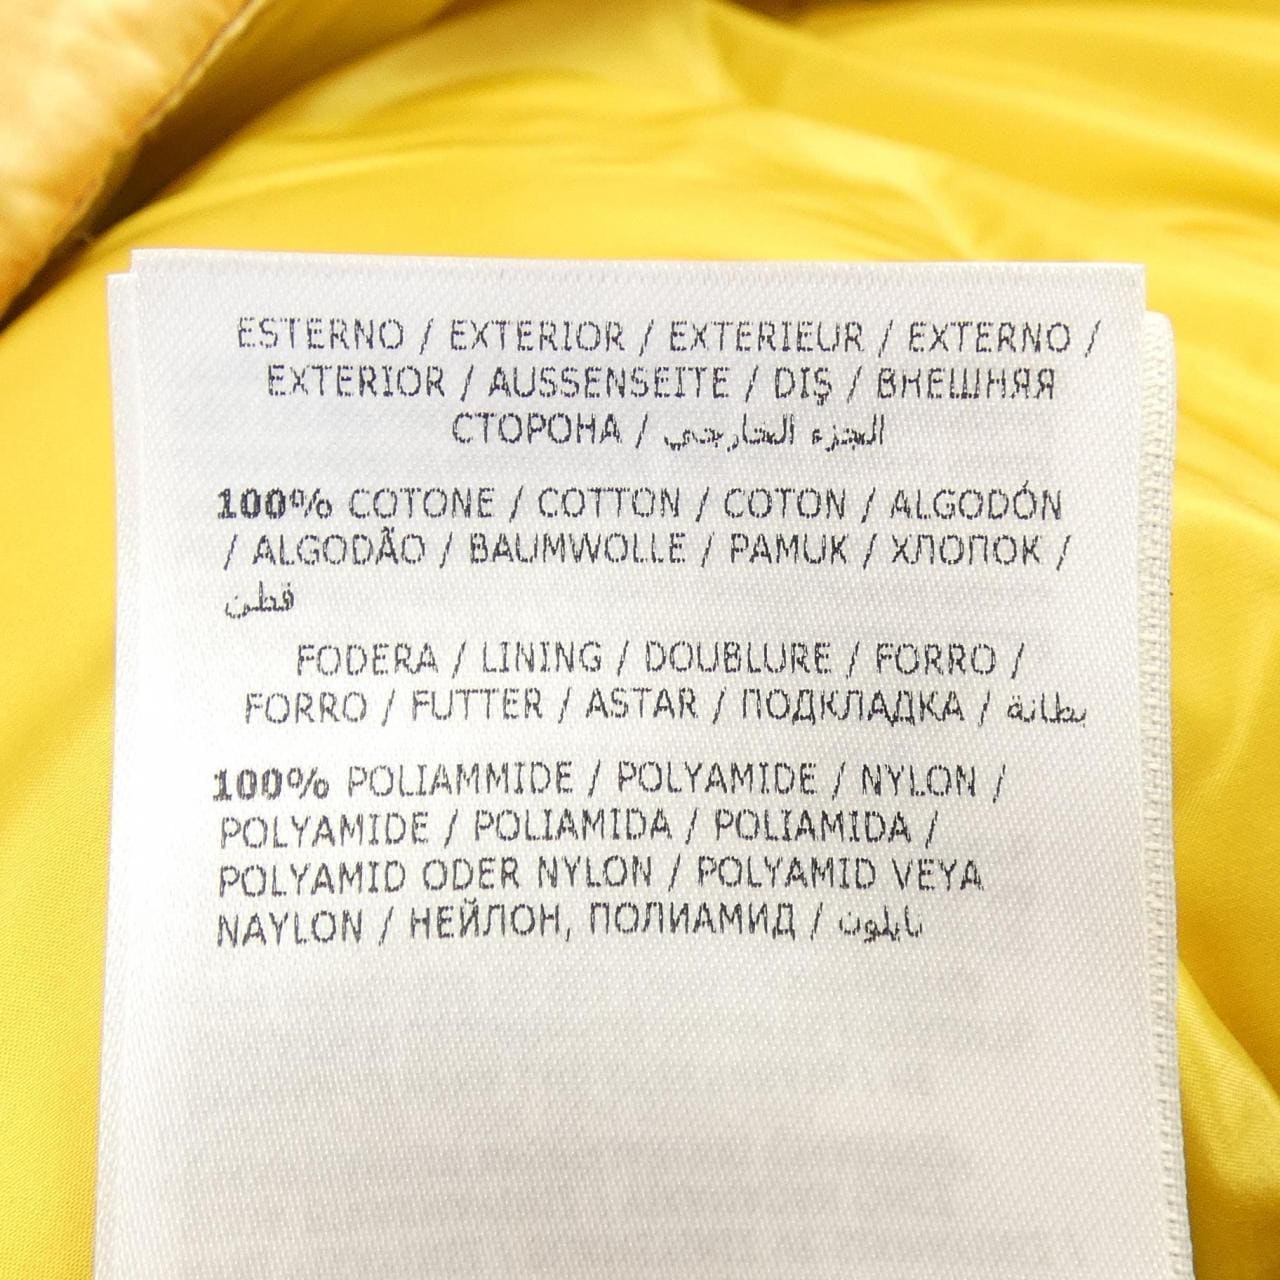 ESTERNO / EXTERIOR / EXTERIEUR / EXTERNO /
EXTERIOR / AUSSENSEITE / DIŞ / ВНЕШНЯЯ
СТОРОНА / الجزء الخارجي
100% COTONE / COTTON / COTON / ALGODÓN
/ ALGODÃO / BAUMWOLLE / PAMUK / ХЛОПОК /
قطن
FODERA / LINING / DOUBLURE / FORRO /
FORRO / FUTTER / ASTAR / ПОДКЛАДКА / بطانة
100% POLIAMMIDE / POLYAMIDE / NYLON /
POLYAMIDE / POLIAMIDA / POLIAMIDA /
POLYAMID ODER NYLON / POLYAMID VEYA
NAYLON / НЕЙЛОН, ПОЛИАМИД / نايلون